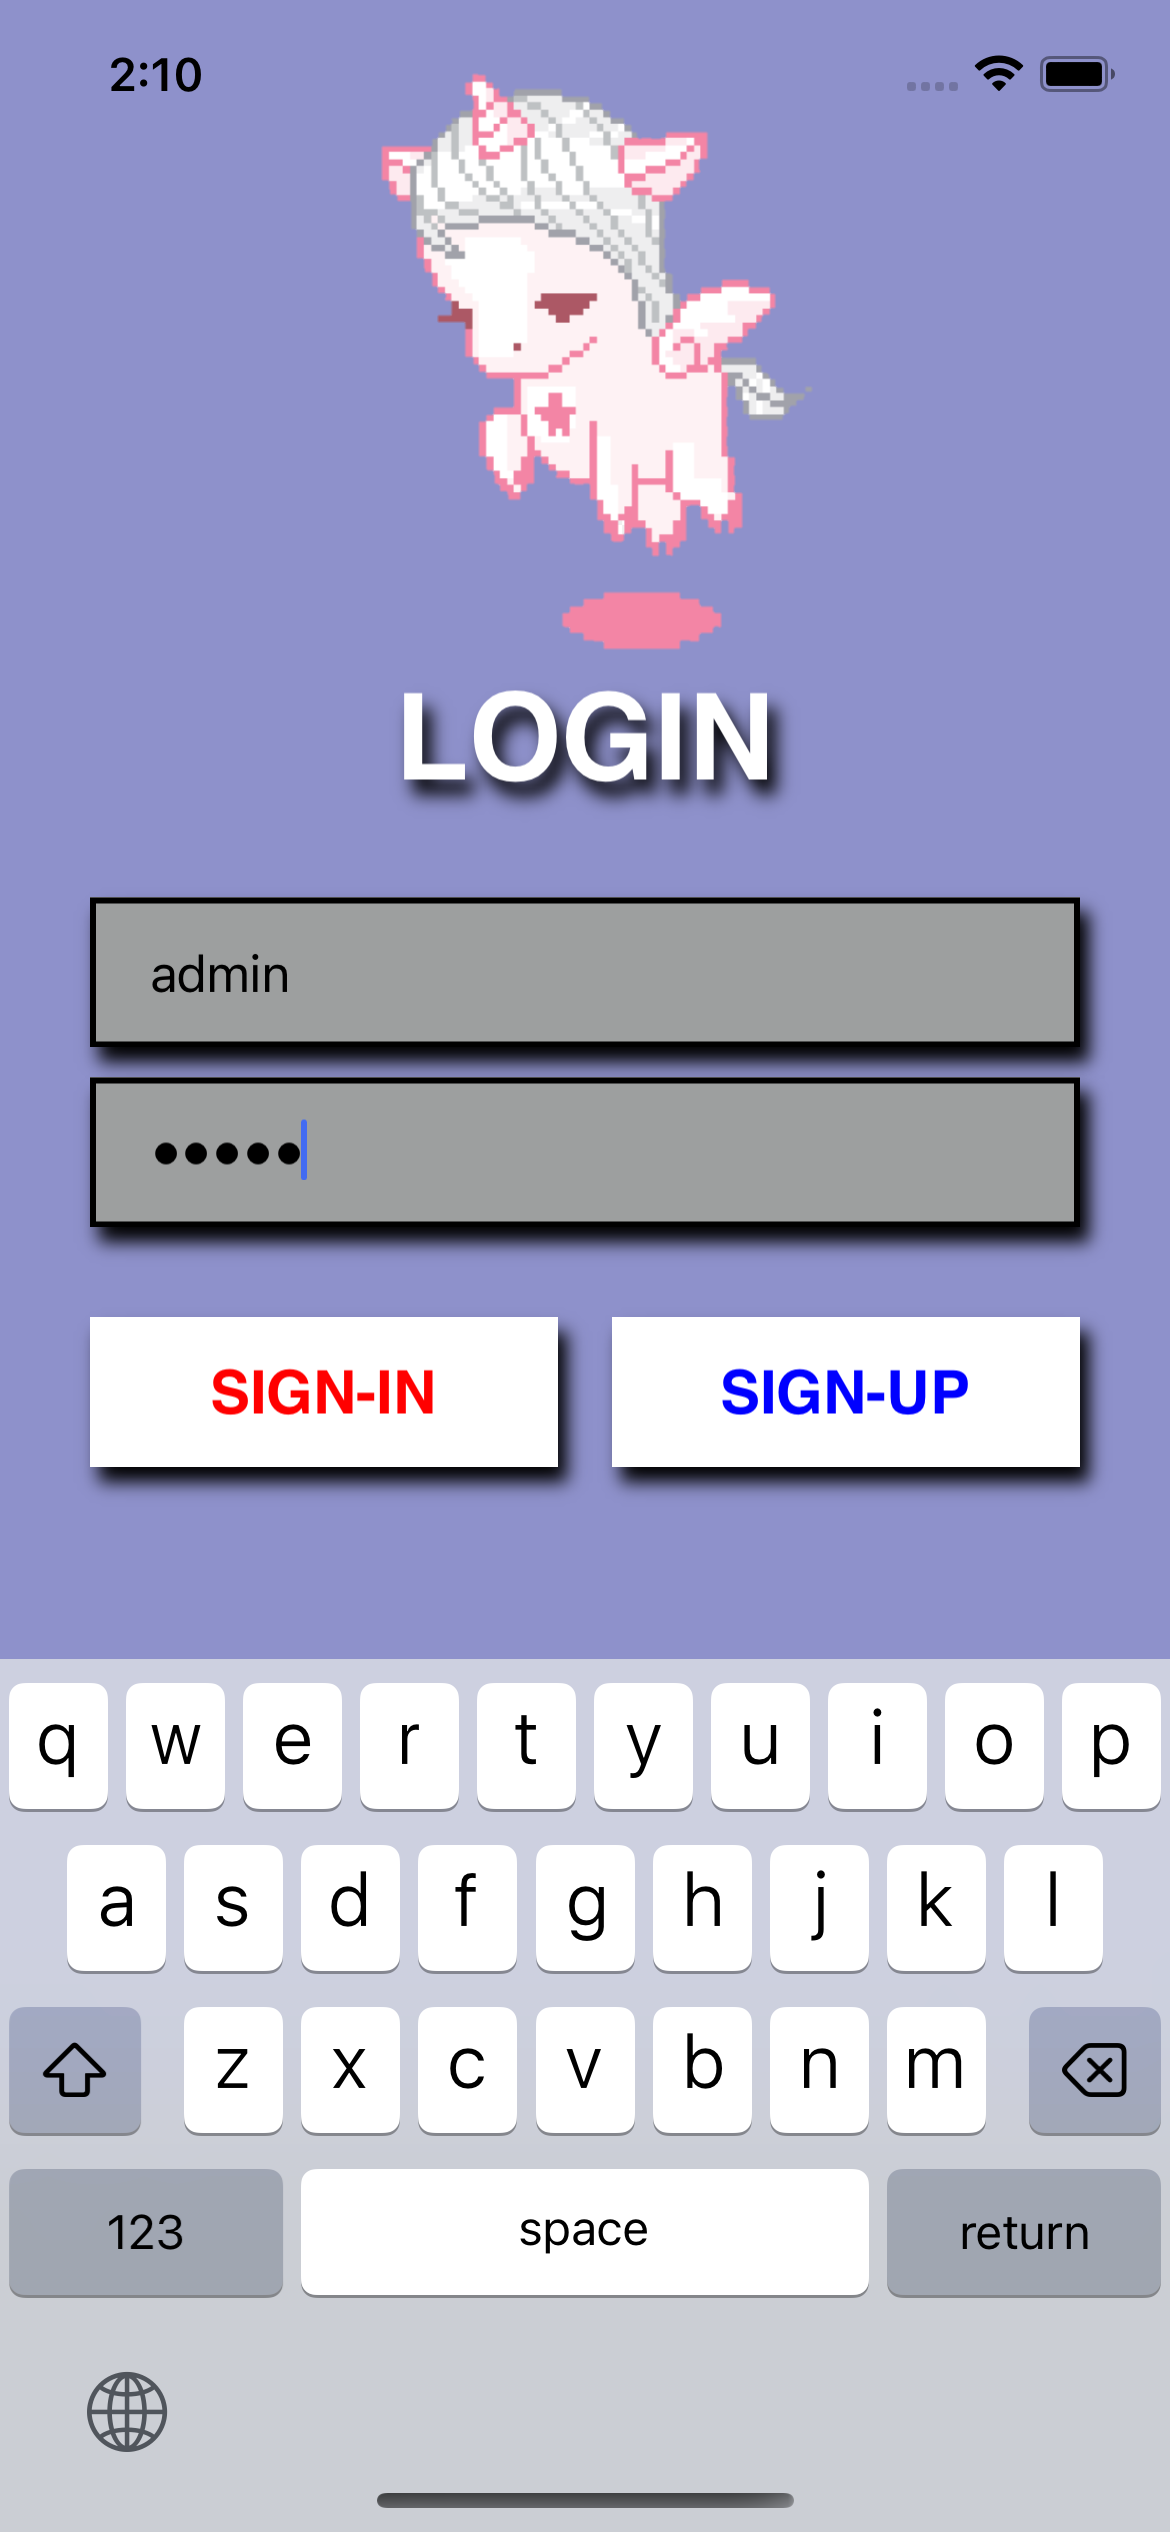 2:10
LOGIN
admin
•••••
SIGN-IN SIGN-UP
q w e r t y u i o p
a s d f g h j k l
z x c v b n m
123 space return